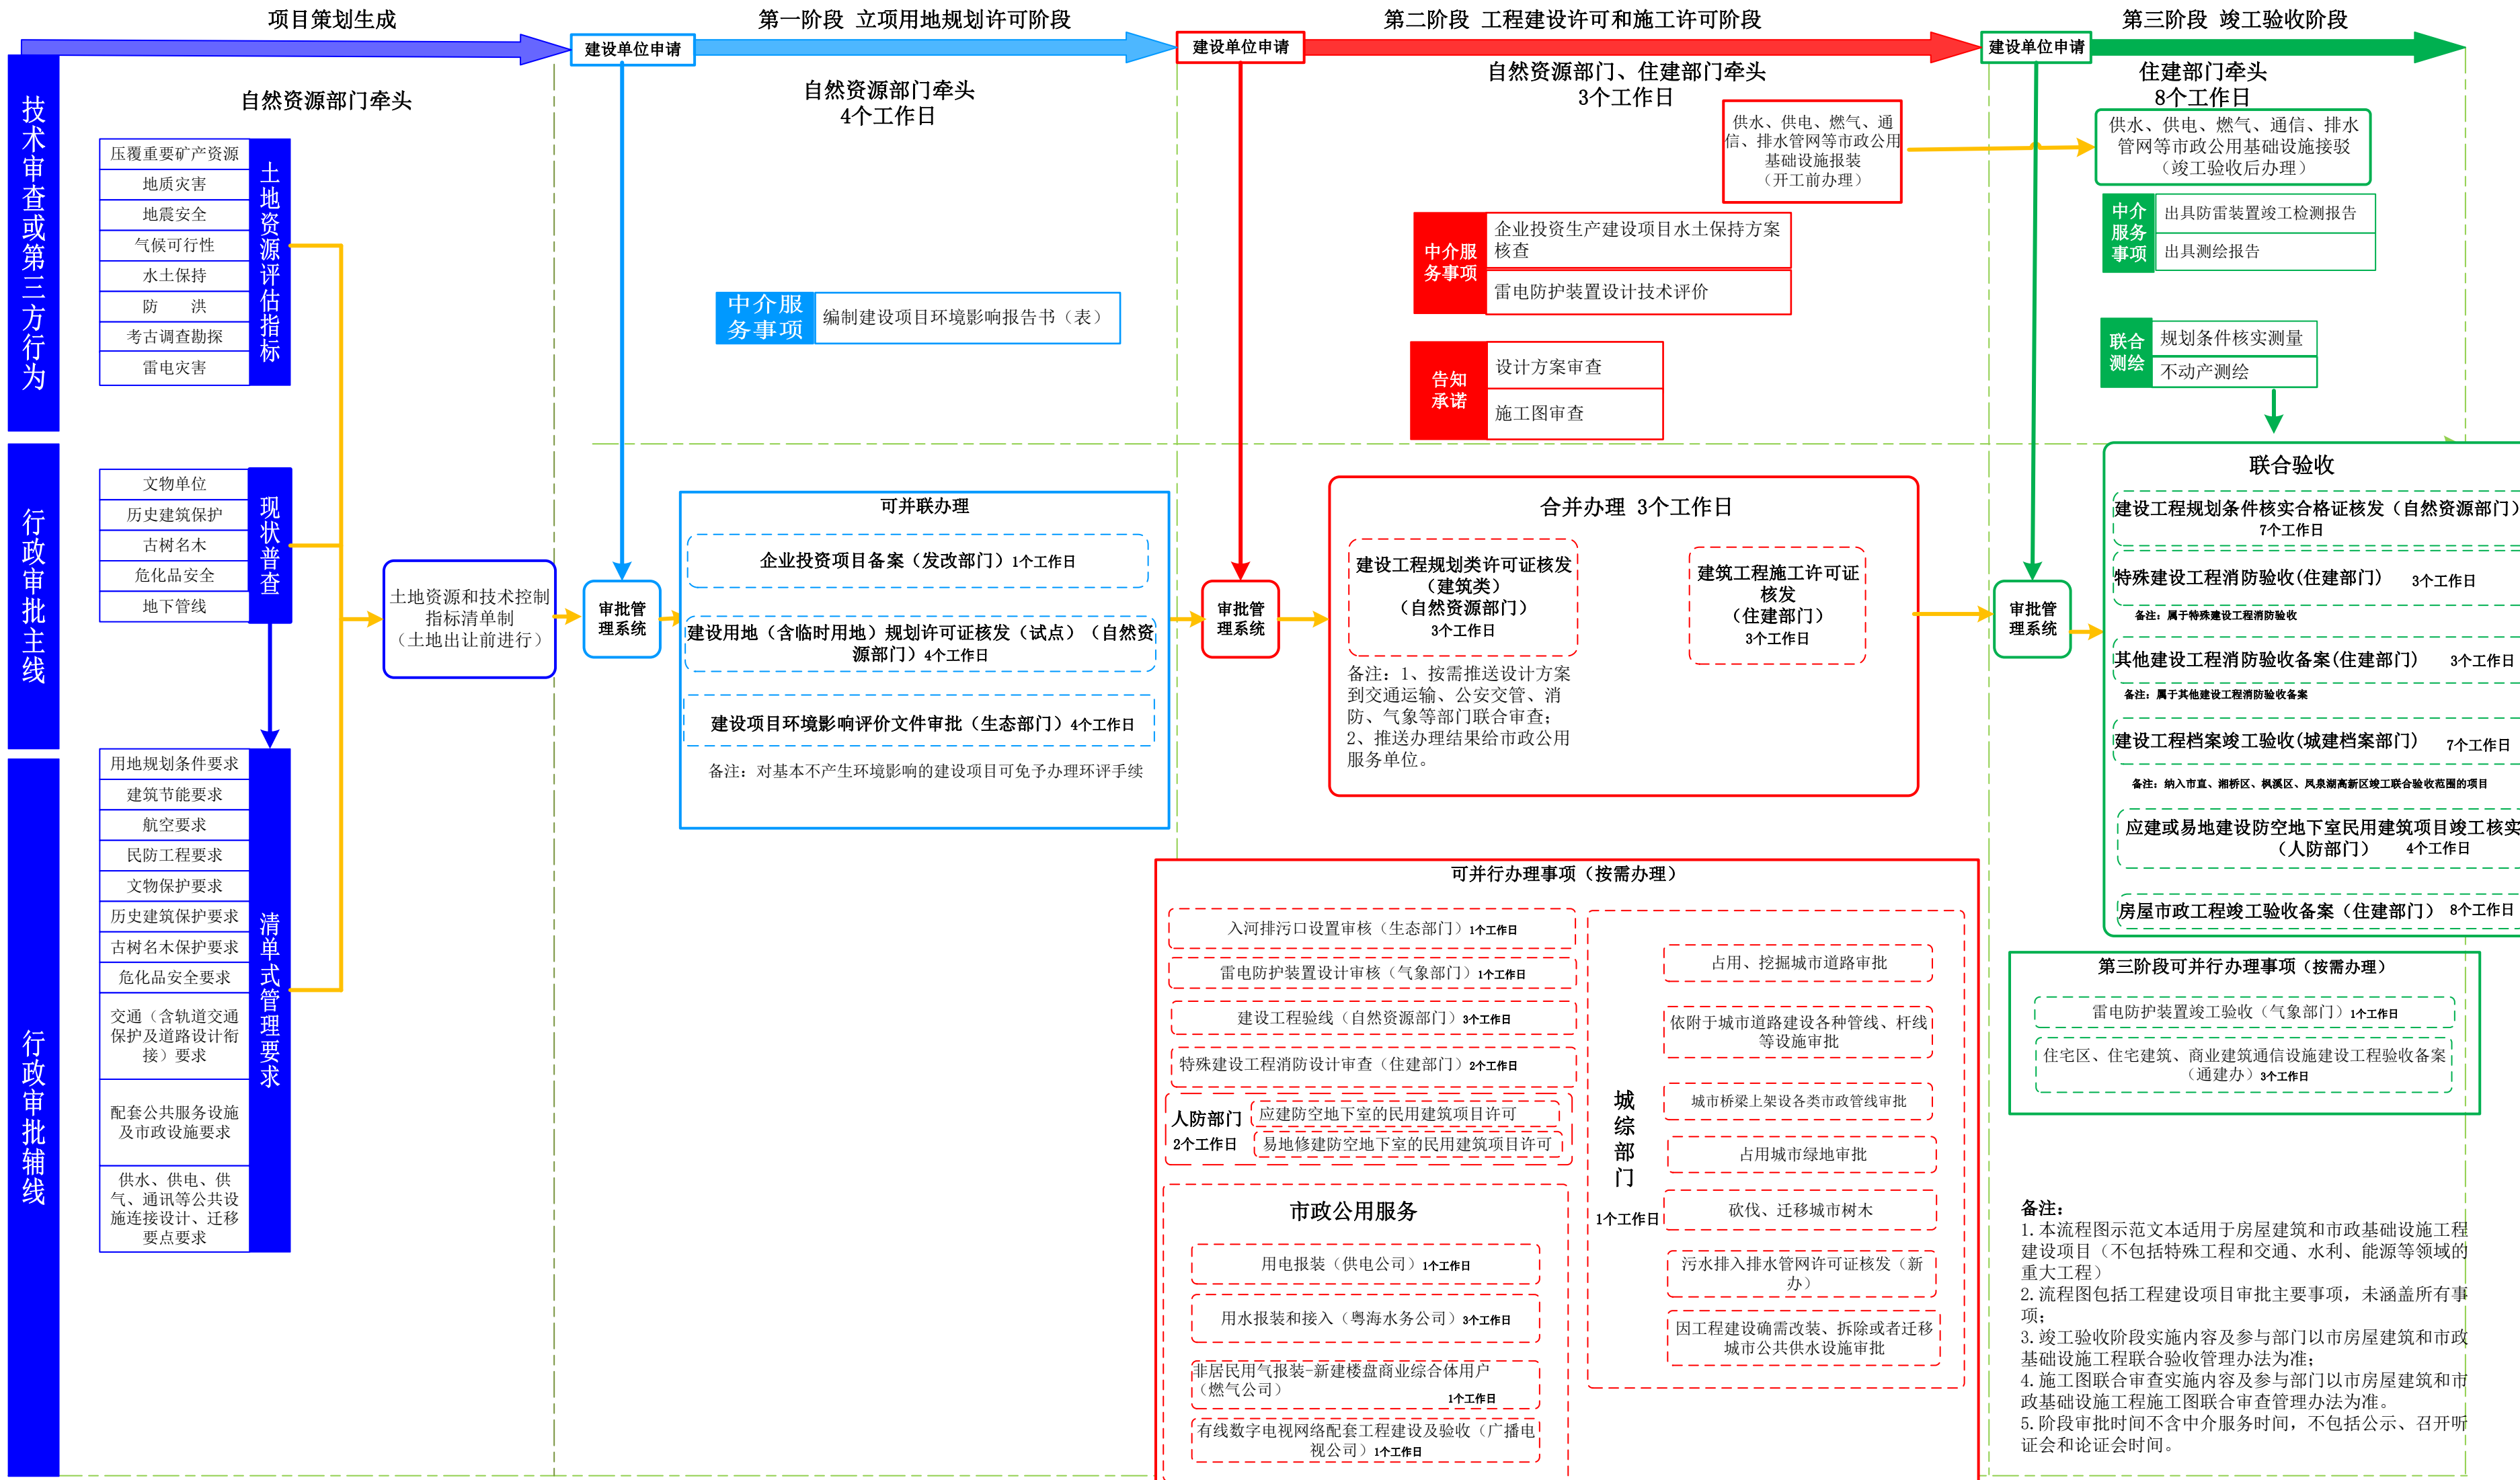 项目策划生成
第一阶段 立项用地规划许可阶段
第二阶段 工程建设许可和施工许可阶段
第三阶段 竣工验收阶段
建设单位申请
建设单位申请
建设单位申请
自然资源部门牵头
自然资源部门牵头
4个工作日
自然资源部门、住建部门牵头
3个工作日
住建部门牵头
8个工作日
技术审查或第三方行为
行政审批主线
行政审批辅线
压覆重要矿产资源
地质灾害
地震安全
气候可行性
水土保持
防 洪
考古调查勘探
雷电灾害
土地资源评估指标
文物单位
历史建筑保护
古树名木
危化品安全
地下管线
现状普查
用地规划条件要求
建筑节能要求
航空要求
民防工程要求
文物保护要求
历史建筑保护要求
古树名木保护要求
危化品安全要求
交通（含轨道交通
保护及道路设计衔
接）要求
配套公共服务设施
及市政设施要求
供水、供电、供
气、通讯等公共设
施连接设计、迁移
要点要求
清单式管理要求
土地资源和技术控制
指标清单制
（土地出让前进行）
中介服
务事项
编制建设项目环境影响报告书（表）
审批管
理系统
可并联办理
企业投资项目备案（发改部门）1个工作日
建设用地（含临时用地）规划许可证核发（试点）（自然资
源部门）4个工作日
建设项目环境影响评价文件审批（生态部门）4个工作日
备注：对基本不产生环境影响的建设项目可免予办理环评手续
供水、供电、燃气、通
信、排水管网等市政公用
基础设施报装
（开工前办理）
中介服
务事项
企业投资生产建设项目水土保持方案
核查
雷电防护装置设计技术评价
告知
承诺
设计方案审查
施工图审查
审批管
理系统
合并办理 3个工作日
建设工程规划类许可证核发
（建筑类）
（自然资源部门）
3个工作日
建筑工程施工许可证
核发
（住建部门）
3个工作日
备注：1、按需推送设计方案
到交通运输、公安交管、消
防、气象等部门联合审查；
2、推送办理结果给市政公用
服务单位。
可并行办理事项（按需办理）
入河排污口设置审核（生态部门）1个工作日
雷电防护装置设计审核（气象部门）1个工作日
建设工程验线（自然资源部门）3个工作日
特殊建设工程消防设计审查（住建部门）2个工作日
人防部门
2个工作日
应建防空地下室的民用建筑项目许可
易地修建防空地下室的民用建筑项目许可
市政公用服务
用电报装（供电公司）1个工作日
用水报装和接入（粤海水务公司）3个工作日
非居民用气报装-新建楼盘商业综合体用户
（燃气公司）
1个工作日
有线数字电视网络配套工程建设及验收（广播电
视公司）1个工作日
城综部门
1个工作日
占用、挖掘城市道路审批
依附于城市道路建设各种管线、杆线
等设施审批
城市桥梁上架设各类市政管线审批
占用城市绿地审批
砍伐、迁移城市树木
污水排入排水管网许可证核发（新
办）
因工程建设确需改装、拆除或者迁移
城市公共供水设施审批
供水、供电、燃气、通信、排水
管网等市政公用基础设施接驳
（竣工验收后办理）
中介
服务
事项
出具防雷装置竣工检测报告
出具测绘报告
联合
测绘
规划条件核实测量
不动产测绘
审批管
理系统
联合验收
建设工程规划条件核实合格证核发（自然资源部门）
7个工作日
特殊建设工程消防验收(住建部门) 3个工作日
备注：属于特殊建设工程消防验收
其他建设工程消防验收备案(住建部门) 3个工作日
备注：属于其他建设工程消防验收备案
建设工程档案竣工验收(城建档案部门) 7个工作日
备注：纳入市直、湘桥区、枫溪区、凤泉湖高新区竣工联合验收范围的项目
应建或易地建设防空地下室民用建筑项目竣工核实
（人防部门） 4个工作日
房屋市政工程竣工验收备案（住建部门） 8个工作日
第三阶段可并行办理事项（按需办理）
雷电防护装置竣工验收（气象部门）1个工作日
住宅区、住宅建筑、商业建筑通信设施建设工程验收备案
（通建办）3个工作日
备注：
1.本流程图示范文本适用于房屋建筑和市政基础设施工程
建设项目（不包括特殊工程和交通、水利、能源等领域的
重大工程）
2.流程图包括工程建设项目审批主要事项，未涵盖所有事
项；
3.竣工验收阶段实施内容及参与部门以市房屋建筑和市政
基础设施工程联合验收管理办法为准；
4.施工图联合审查实施内容及参与部门以市房屋建筑和市
政基础设施工程施工图联合审查管理办法为准。
5.阶段审批时间不含中介服务时间，不包括公示、召开听
证会和论证会时间。